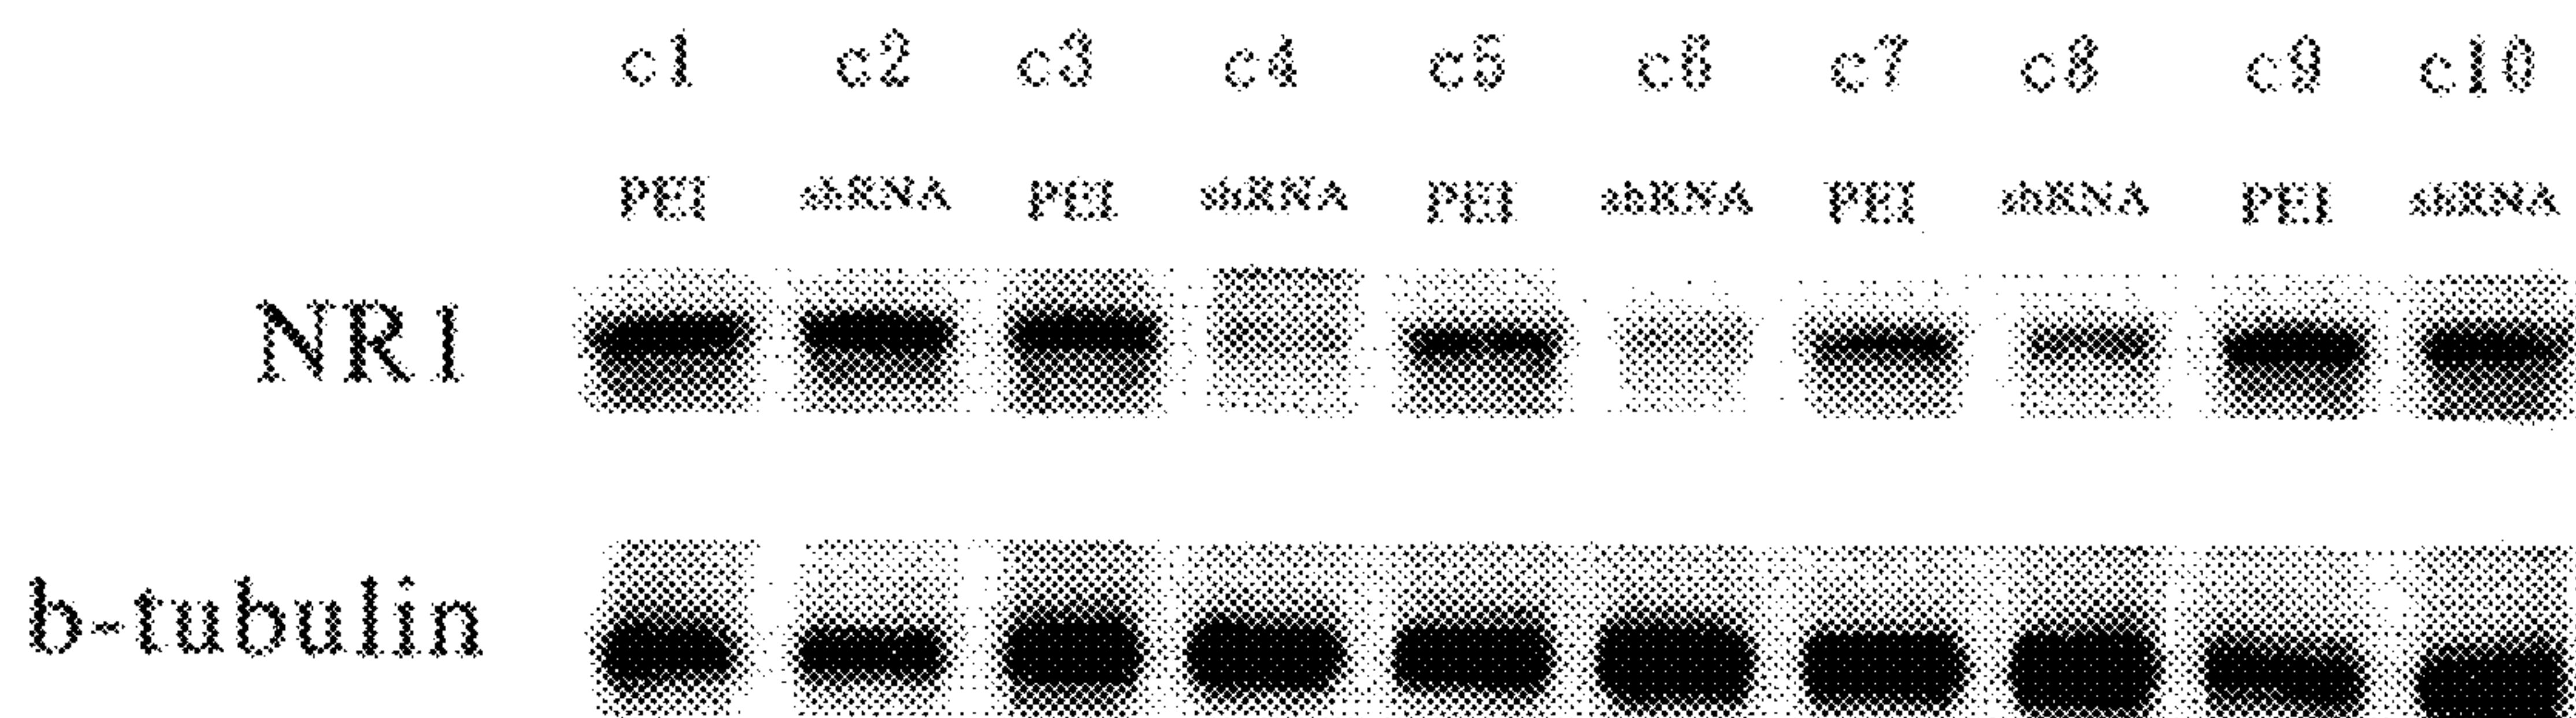 c1 c2 c3 c4 c5 c6 c7 c8 c9 c10
PEI shRNA PEI shRNA PEI shRNA PEI shRNA PEI shRNA
NR1
b-tubulin